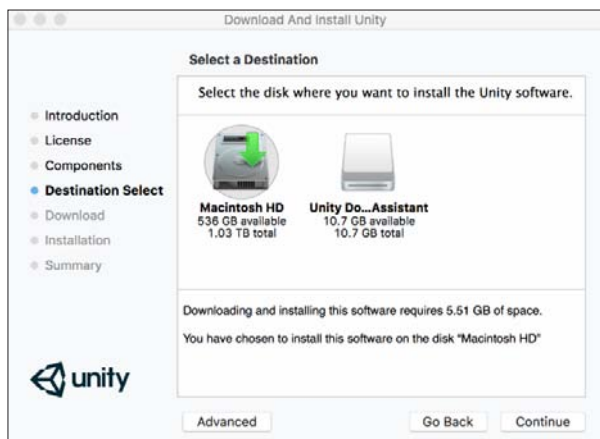 Download And Install Unity
Select a Destination
Select the disk where you want to install the Unity software.
Introduction
License
Components
Destination Select
Download
Installation
Summary
Macintosh HD
536 GB available
1.03 TB total
Unity Do...Assistant
10.7 GB available
10.7 GB total
Downloading and installing this software requires 5.51 GB of space.
You have chosen to install this software on the disk "Macintosh HD"
unity
Advanced
Go Back
Continue